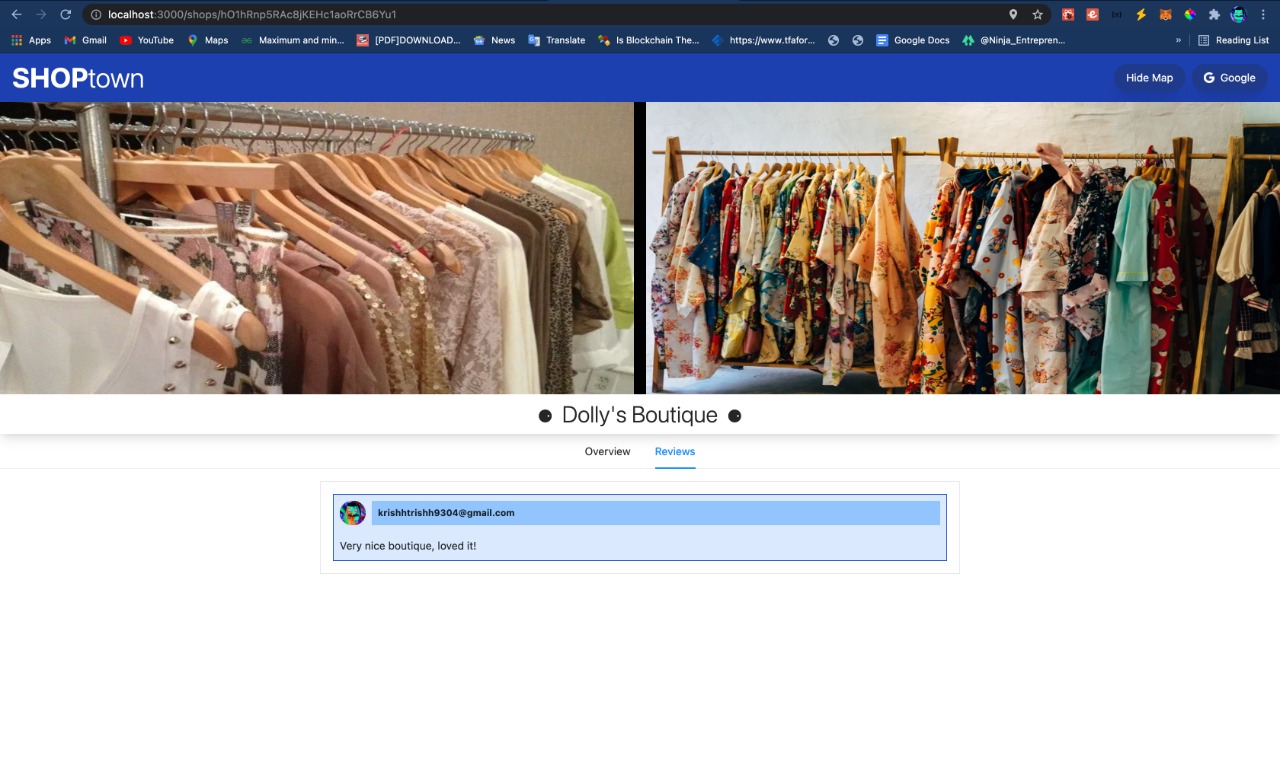 localhost:3000/shops/hO1hRnp5RAc8jKEHc1aoRrCB6Yu1
Apps Gmail YouTube Maps Maximum and min... [PDF]DOWNLOAD... News Translate Is Blockchain The... https://www.tfafor... Google Docs @Ninja_Entrepren... » Reading List
SHOPtown Hide Map Google
Dolly's Boutique
Overview Reviews
krishhtrishh9304@gmail.com
Very nice boutique, loved it!